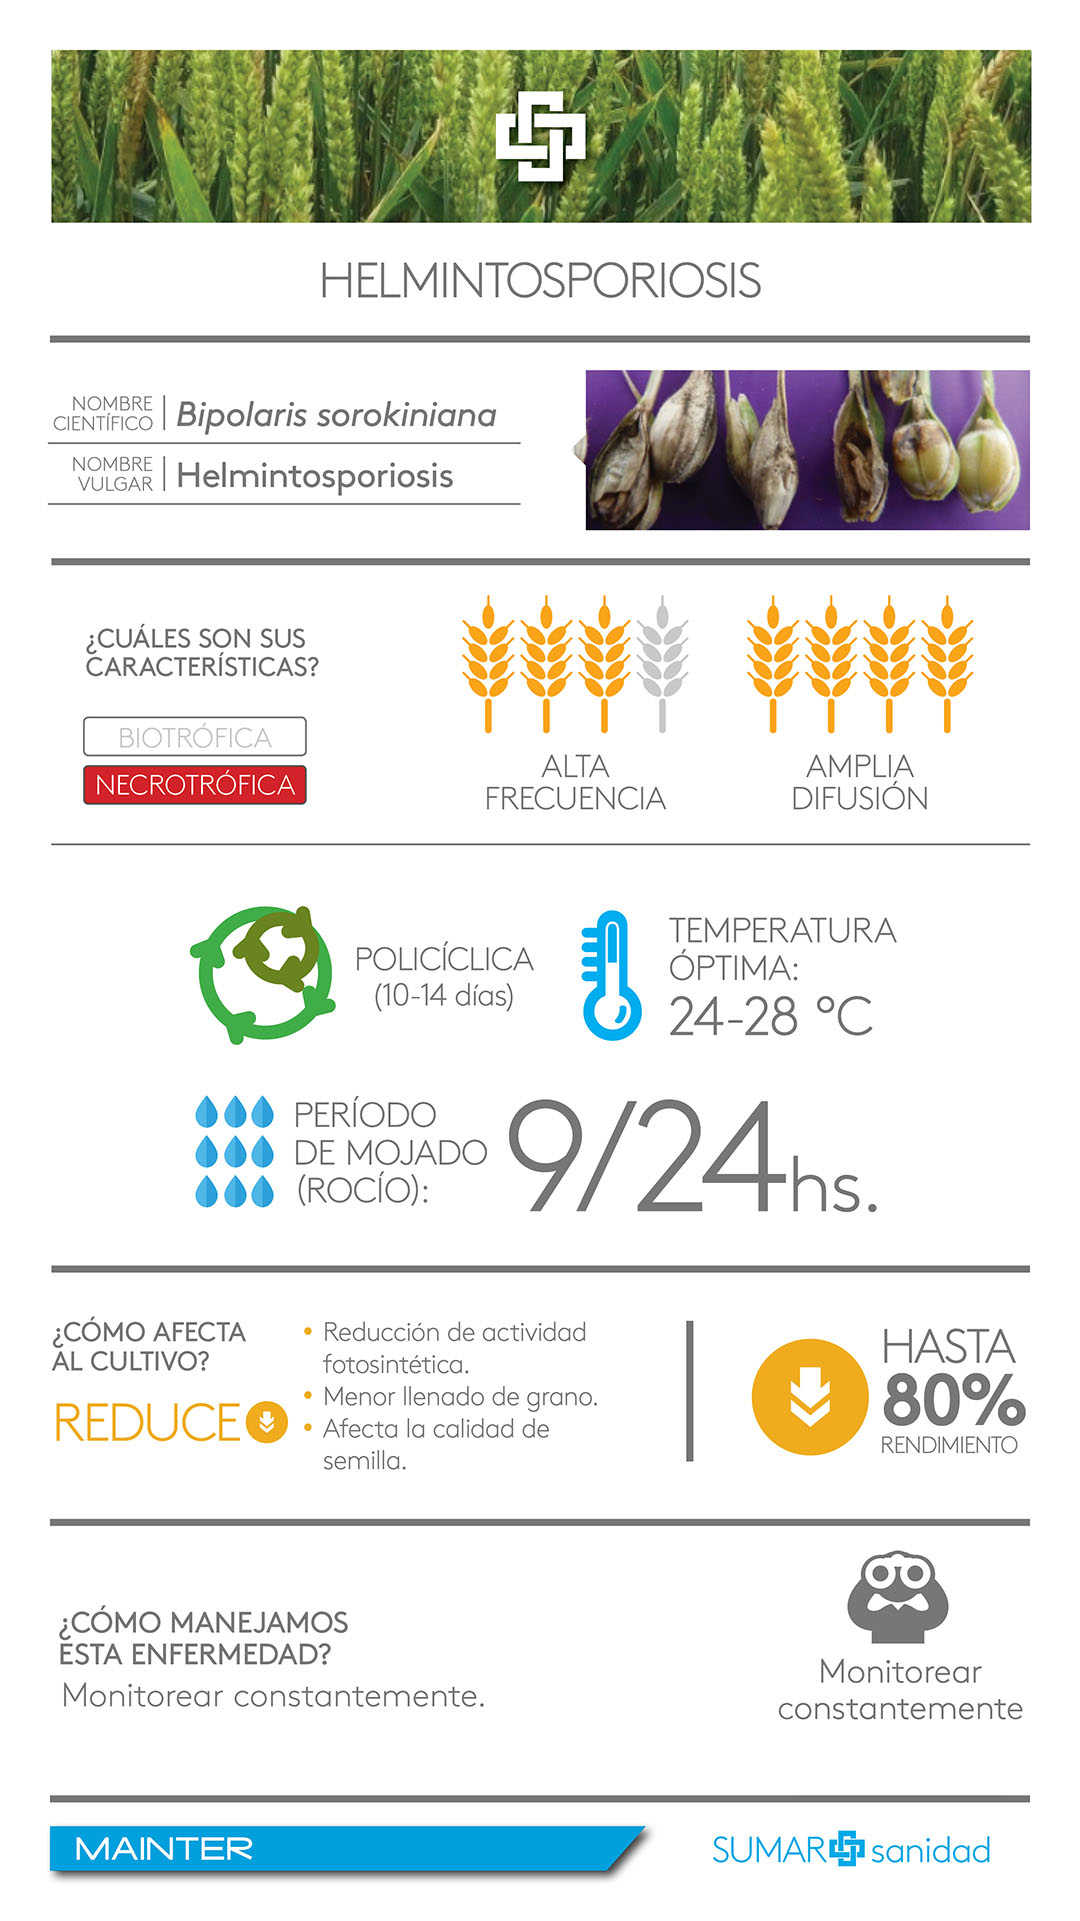 HELMINTOSPORIOSIS
NOMBRE
CIENTÍFICO
Bipolaris sorokiniana
NOMBRE
VULGAR
Helmintosporiosis
¿CUÁLES SON SUS
CARACTERÍSTICAS?
BIOTRÓFICA
NECROTRÓFICA
ALTA
FRECUENCIA
AMPLIA
DIFUSIÓN
POLICÍCLICA
(10-14 días)
TEMPERATURA
ÓPTIMA:
24-28 °C
PERÍODO
DE MOJADO
(ROCÍO):
9/24hs.
¿CÓMO AFECTA
AL CULTIVO?
REDUCE
• Reducción de actividad
fotosintética.
• Menor llenado de grano.
• Afecta la calidad de
semilla.
HASTA
80%
RENDIMIENTO
¿CÓMO MANEJAMOS
ESTA ENFERMEDAD?
Monitorear constantemente.
Monitorear
constantemente
MAINTER
SUMAR sanidad